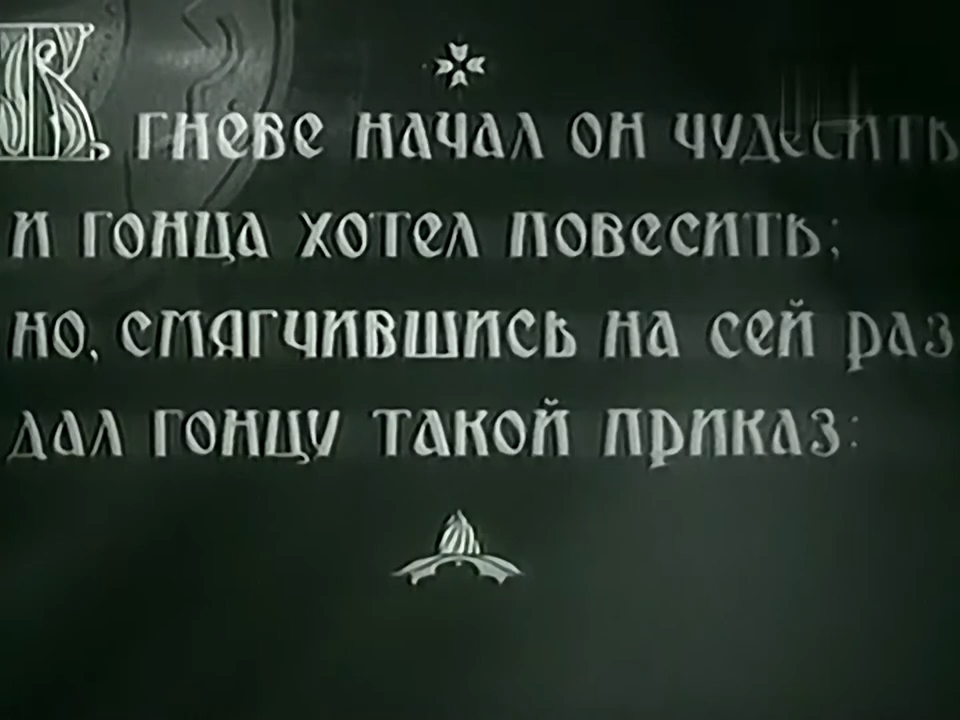 В гневе начал он чудесить
и гонца хотел повесить;
но, смягчившись на сей раз
дал гонцу такой приказ: